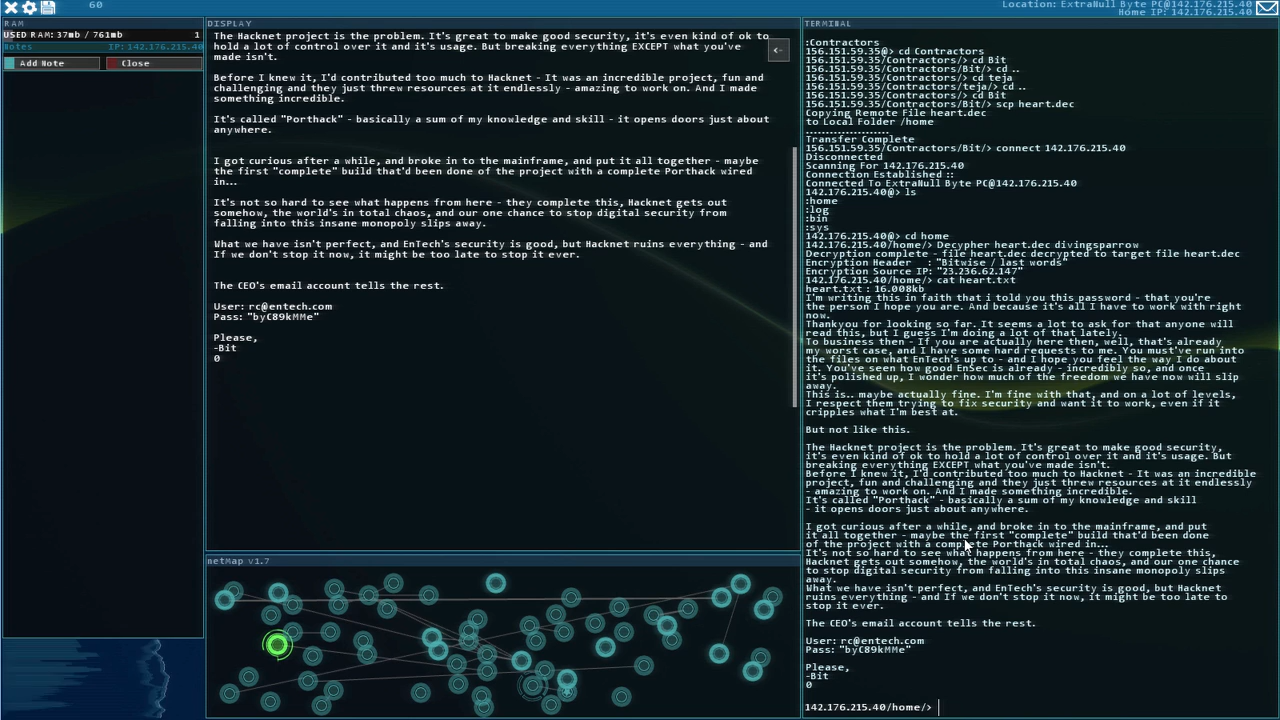 60
Location: ExtraNull Byte PC@142.176.215.40
Home IP: 142.176.215.40
RAM
USED RAM: 37mb / 761mb 1
Notes IP: 142.176.215.40
Add Note
Close
DISPLAY
The Hacknet project is the problem. It's great to make good security, it's even kind of ok to
hold a lot of control over it and it's usage. But breaking everything EXCEPT what you've
made isn't.
Before I knew it, I'd contributed too much to Hacknet - It was an incredible project, fun and
challenging and they just threw resources at it endlessly - amazing to work on. And I made
something incredible.
It's called "Porthack" - basically a sum of my knowledge and skill - it opens doors just about
anywhere.
I got curious after a while, and broke in to the mainframe, and put it all together - maybe
the first "complete" build that'd been done of the project with a complete Porthack wired
in...
It's not so hard to see what happens from here - they complete this, Hacknet gets out
somehow, the world's in total chaos, and our one chance to stop digital security from
falling into this insane monopoly slips away.
What we have isn't perfect, and EnTech's security is good, but Hacknet ruins everything - and
If we don't stop it now, it might be too late to stop it ever.
The CEO's email account tells the rest.
User: rc@entech.com
Pass: "byC89kMMe"
Please,
-Bit
0
<-
netMap v1.7
TERMINAL
:Contractors
156.151.59.35@> cd Contractors
156.151.59.35/Contractors/> cd Bit
156.151.59.35/Contractors/Bit/> cd ..
156.151.59.35/Contractors/> cd teja
156.151.59.35/Contractors/teja/> cd ..
156.151.59.35/Contractors/> cd Bit
156.151.59.35/Contractors/Bit/> scp heart.dec
Copying Remote File heart.dec
to Local Folder /home
.....................
Transfer Complete
156.151.59.35/Contractors/Bit/> connect 142.176.215.40
Disconnected
Scanning For 142.176.215.40
Connection Established ::
Connected To ExtraNull Byte PC@142.176.215.40
142.176.215.40@> ls
:home
:log
:bin
:sys
142.176.215.40@> cd home
142.176.215.40/home/> Decypher heart.dec divingsparrow
Decryption complete - file heart.dec decrypted to target file heart.dec
Encryption Header : "Bitwise / last words"
Encryption Source IP: "23.236.62.147"
142.176.215.40/home/> cat heart.txt
heart.txt : 16.008kb
I'm writing this in faith that i told you this password - that you're
the person I hope you are. And because it's all I have to work with right
now.
Thankyou for looking so far. It seems a lot to ask for that anyone will
read this, but I guess I'm doing a lot of that lately.
To business then - If you are actually here then, well, that's already
my worst case, and I have some hard requests to me. You must've run into
the files on what EnTech's up to - and I hope you feel the way I do about
it. You've seen how good EnSec is already - incredibly so, and once
it's polished up, I wonder how much of the freedom we have now will slip
away.
This is.. maybe actually fine. I'm fine with that, and on a lot of levels,
I respect them trying to fix security and want it to work, even if it
cripples what I'm best at.
But not like this.
The Hacknet project is the problem. It's great to make good security,
it's even kind of ok to hold a lot of control over it and it's usage. But
breaking everything EXCEPT what you've made isn't.
Before I knew it, I'd contributed too much to Hacknet - It was an incredible
project, fun and challenging and they just threw resources at it endlessly
- amazing to work on. And I made something incredible.
It's called "Porthack" - basically a sum of my knowledge and skill
- it opens doors just about anywhere.
I got curious after a while, and broke in to the mainframe, and put
it all together - maybe the first "complete" build that'd been done
of the project with a complete Porthack wired in...
It's not so hard to see what happens from here - they complete this,
Hacknet gets out somehow, the world's in total chaos, and our one chance
to stop digital security from falling into this insane monopoly slips
away.
What we have isn't perfect, and EnTech's security is good, but Hacknet
ruins everything - and If we don't stop it now, it might be too late to
stop it ever.
The CEO's email account tells the rest.
User: rc@entech.com
Pass: "byC89kMMe"
Please,
-Bit
0
142.176.215.40/home/>